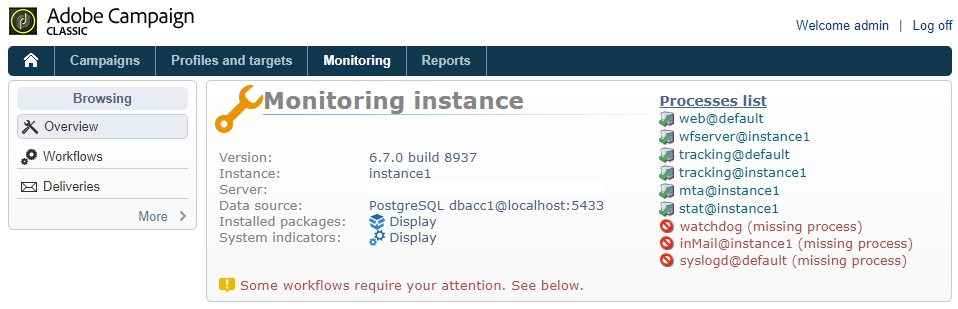 Adobe Campaign
CLASSIC
Welcome admin | Log off
Campaigns Profiles and targets Monitoring Reports
Browsing
Overview
Workflows
Deliveries
More
Monitoring instance
Version: 6.7.0 build 8937
Instance: instance1
Server:
Data source: PostgreSQL dbacc1@localhost:5433
Installed packages: Display
System indicators: Display
Some workflows require your attention. See below.
Processes list
web@default
wfserver@instance1
tracking@default
tracking@instance1
mta@instance1
stat@instance1
watchdog (missing process)
inMail@instance1 (missing process)
syslogd@default (missing process)